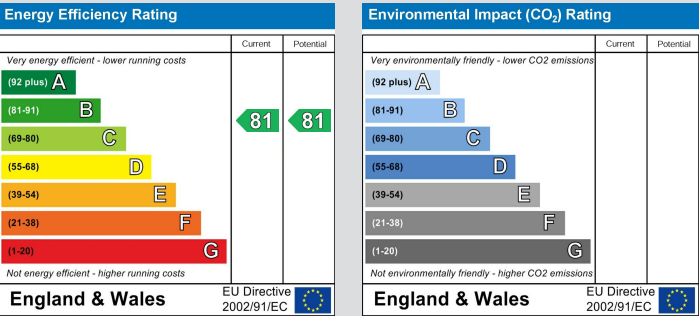 Energy Efficiency Rating
Current Potential
Very energy efficient - lower running costs
(92 plus) A
(81-91) B
81 81
(69-80) C
(55-68) D
(39-54) E
(21-38) F
(1-20) G
Not energy efficient - higher running costs
England & Wales
EU Directive
2002/91/EC
Environmental Impact (CO₂) Rating
Current Potential
Very environmentally friendly - lower CO2 emissions
(92 plus) A
(81-91) B
(69-80) C
(55-68) D
(39-54) E
(21-38) F
(1-20) G
Not environmentally friendly - higher CO2 emissions
England & Wales
EU Directive
2002/91/EC